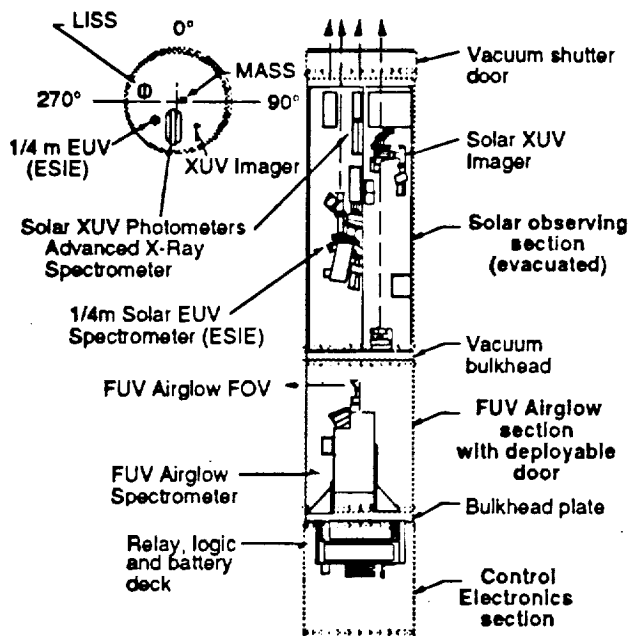 0°
LISS
MASS
270°
90°
1/4 m EUV
(ESIE)
XUV Imager
Solar XUV Photometers
Advanced X-Ray
Spectrometer
1/4m Solar EUV
Spectrometer (ESIE)
FUV Airglow FOV
FUV Airglow
Spectrometer
Relay, logic
and battery
deck
Vacuum shutter
door
Solar XUV
Imager
Solar observing
section
(evacuated)
Vacuum
bulkhead
FUV Airglow
section
with deployable
door
Bulkhead plate
Control
Electronics
section